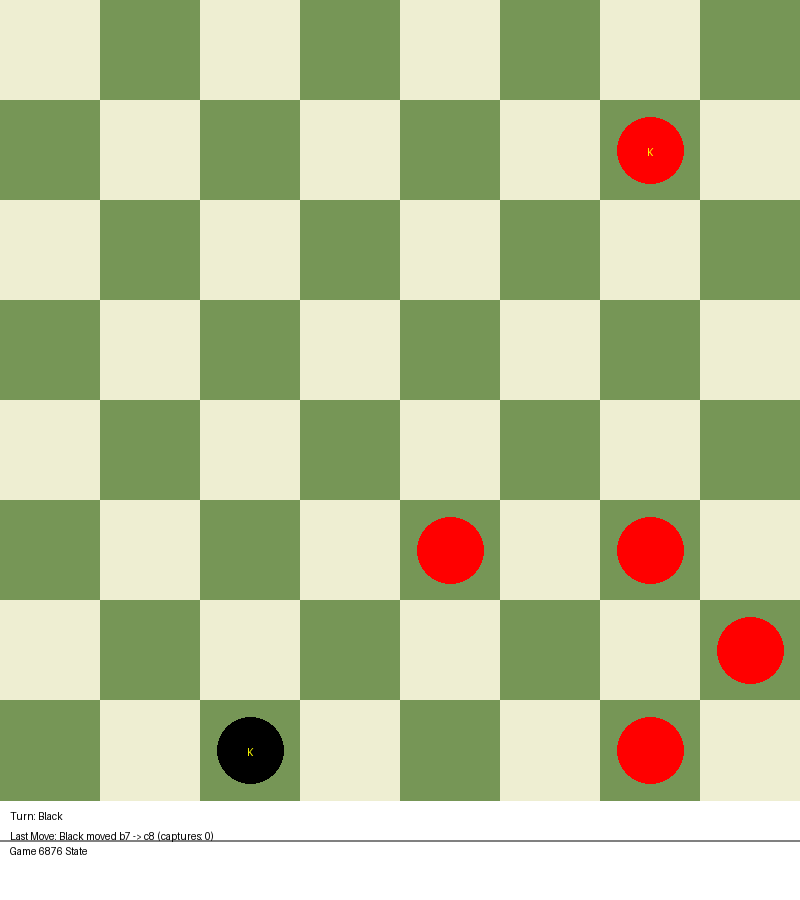 K
K
Turn: Black
Last Move: Black moved b7 -> c8 (captures: 0)
Game 6876 State